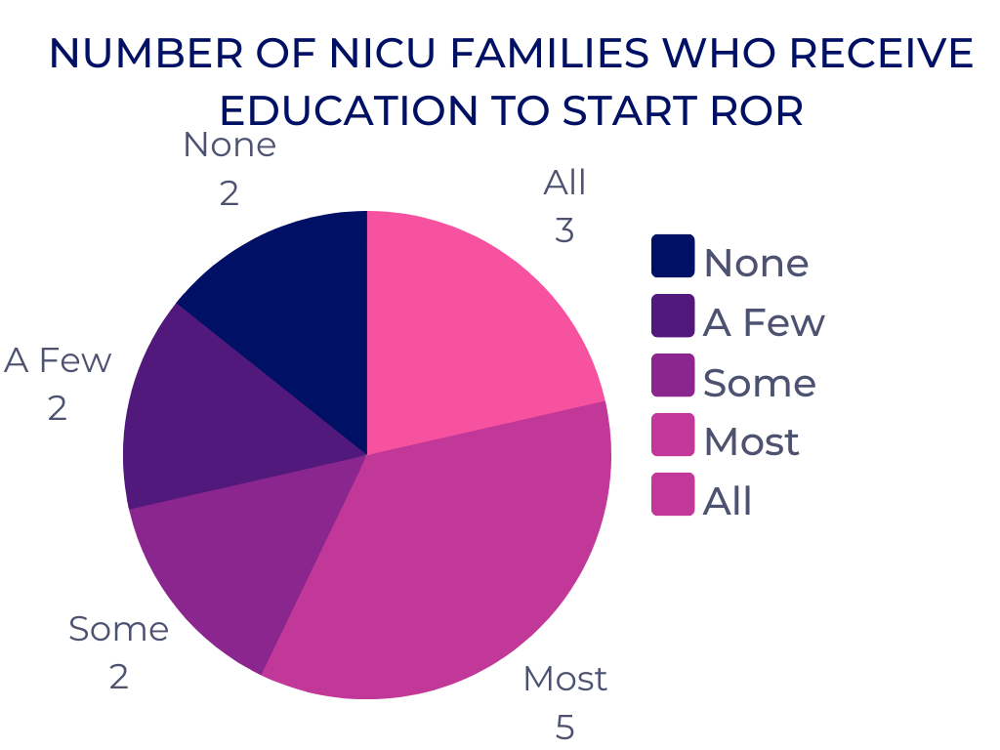 NUMBER OF NICU FAMILIES WHO RECEIVE
EDUCATION TO START ROR
None
2
All
3
A Few
2
Some
2
Most
5
None
A Few
Some
Most
All